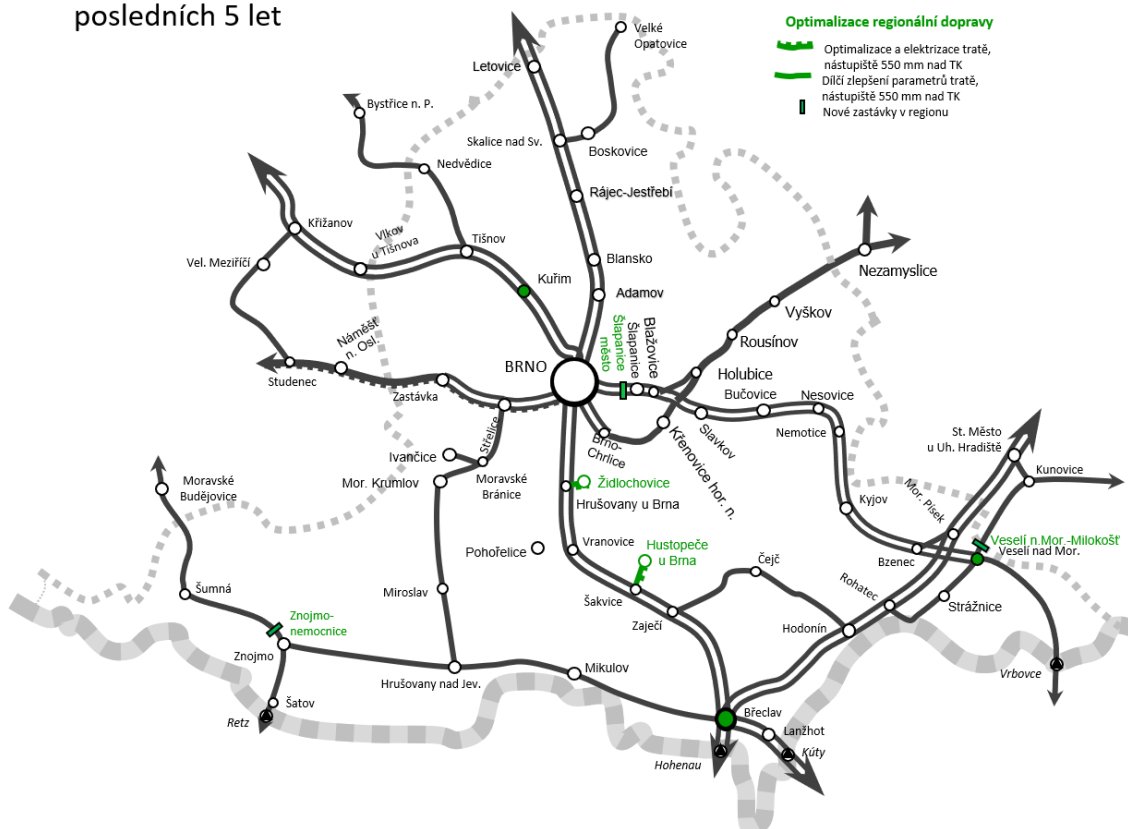 posledních 5 let
Optimalizace regionální dopravy
Optimalizace a elektrizace tratě,
nástupiště 550 mm nad TK
Dílčí zlepšení parametrů tratě,
nástupiště 550 mm nad TK
Nové zastávky v regionu
Velké
Opatovice
Letovice
Bystřice n. P.
Skalice nad Sv.
Boskovice
Nedvědice
Rájec-Jestřebí
Křižanov
Vlkov
u Tišnova
Tišnov
Vel. Meziříčí
Blansko
Kuřim
Adamov
Nezamyslice
Vyškov
Rousínov
Náměšť
n. Osl.
Studenec
Zastávka
BRNO
Šlapanice
město
Šlapanice
Blažovice
Holubice
Bučovice
Nesovice
Nemotice
Slavkov
Střelice
Brno-
Chrlice
Křenovice hor. n.
St. Město
u Uh. Hradiště
Kunovice
Ivančice
Moravské
Bránice
Mor. Krumlov
Moravské
Budějovice
Židlochovice
Hrušovany u Brna
Kyjov
Mor. Písek
Pohořelice
Vranovice
Hustopeče
u Brna
Čejč
Bzenec
Veselí n.Mor.-Milokošť
Veselí nad Mor.
Šumná
Miroslav
Šakvice
Zaječí
Rohatec
Strážnice
Hodonín
Znojmo-
nemocnice
Znojmo
Hrušovany nad Jev.
Mikulov
Vrbovce
Šatov
Retz
Břeclav
Lanžhot
Hohenau
Kúty